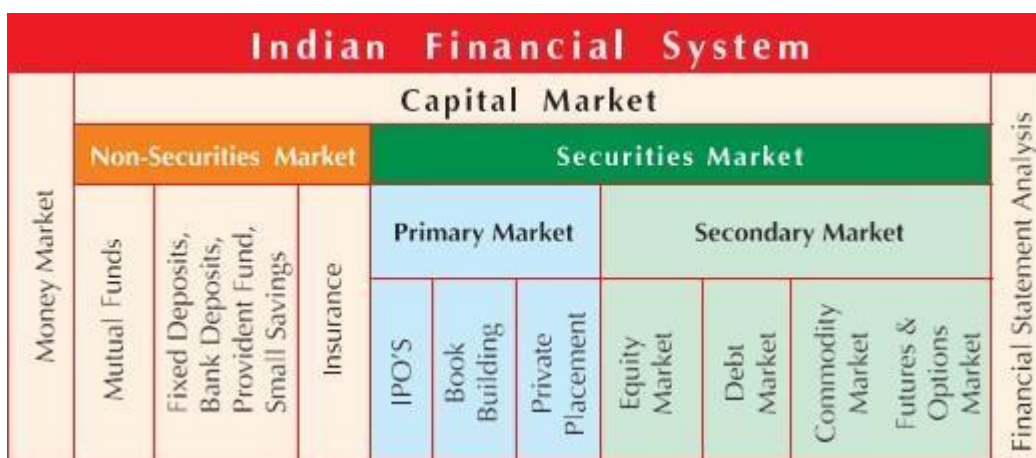 Indian Financial System
Capital Market
Non-Securities Market
Securities Market
Primary Market
Secondary Market
Money Market
Mutual Funds
Fixed Deposits,
Bank Deposits,
Provident Fund,
Small Savings
Insurance
IPO'S
Book
Building
Private
Placement
Equity
Market
Debt
Market
Commodity
Market
Futures &
Options
Market
Financial Statement Analysis